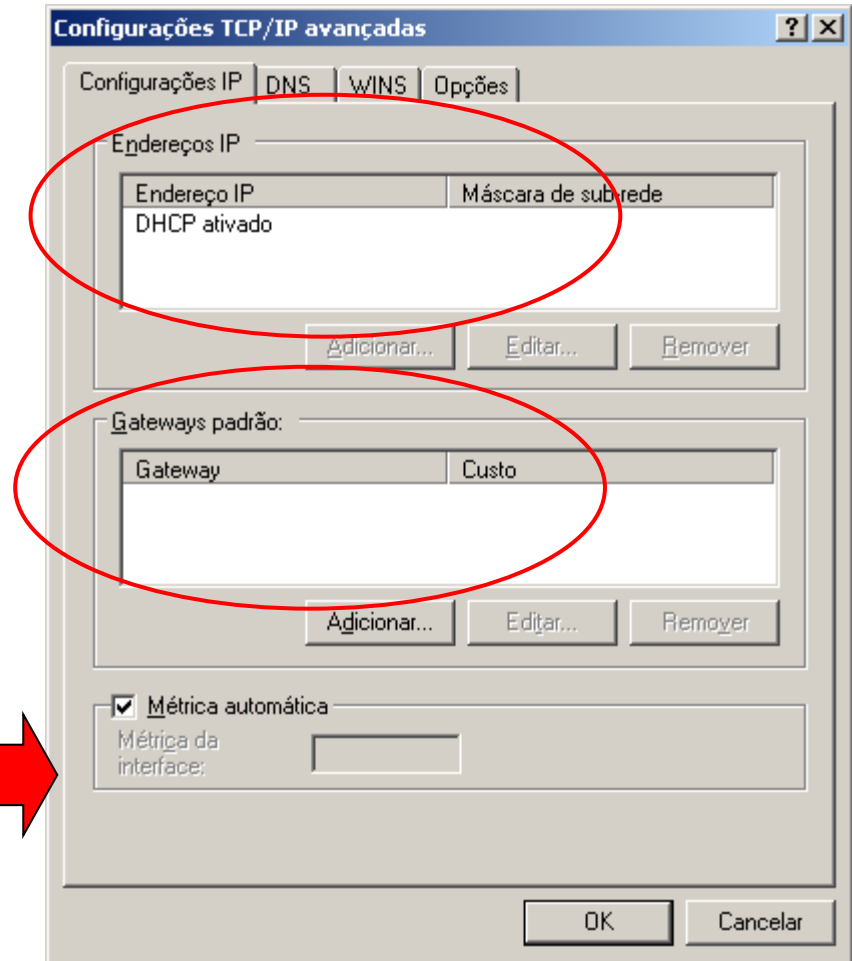 Configurações TCP/IP avançadas
Configurações IP DNS WINS Opções
Endereços IP
Endereço IP Máscara de sub-rede
DHCP ativado
Adicionar... Editar... Remover
Gateways padrão:
Gateway Custo
Adicionar... Editar... Remover
Métrica automática
Métrica da
interface:
OK Cancelar